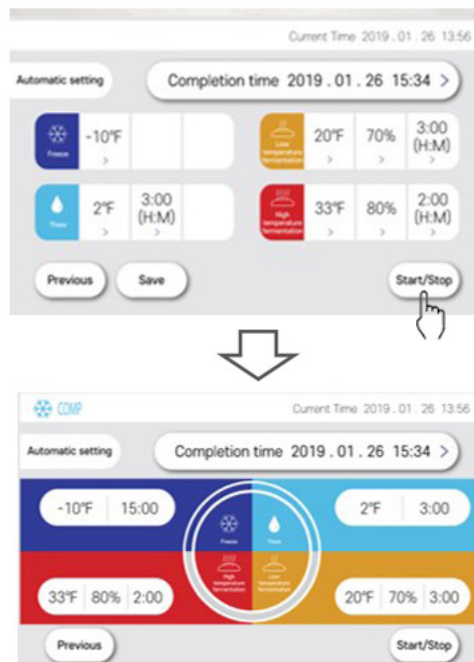 Current Time 2019 . 01 . 26 13:56
Automatic setting
Completion time 2019 . 01 . 26 15:34 >
Freeze
-10°F
>
Low temperature fermentation
20°F
>
70%
>
3:00 (H:M)
>
Thaw
2°F
>
3:00 (H:M)
>
High temperature fermentation
33°F
>
80%
>
2:00 (H:M)
>
Previous
Save
Start/Stop
COMP
Current Time 2019 . 01 . 26 13:56
Automatic setting
Completion time 2019 . 01 . 26 15:34 >
-10°F 15:00
Freeze
Thaw
2°F 3:00
33°F 80% 2:00
High temperature fermentation
Low temperature fermentation
20°F 70% 3:00
Previous
Start/Stop